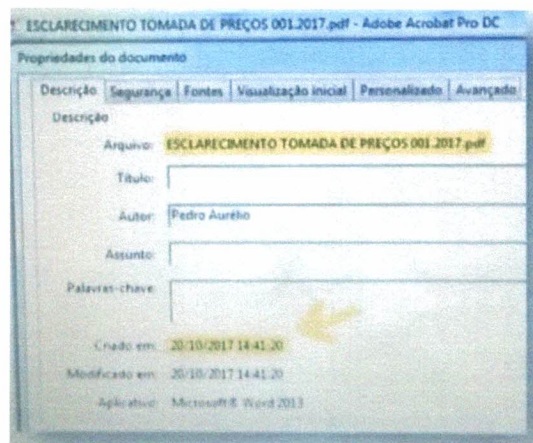 ESCLARECIMENTO TOMADA DE PREÇOS 001.2017.pdf - Adobe Acrobat Pro DC
Propriedades do documento
Descrição Segurança Fontes Visualização inicial Personalizado Avançado
Descrição
Arquivo: ESCLARECIMENTO TOMADA DE PREÇOS 001.2017.pdf
Título:
Autor: Pedro Aurélio
Assunto:
Palavras-chave:
Criado em: 20/10/2017 14:41:20
Modificado em: 20/10/2017 14:41:20
Aplicativo: Microsoft® Word 2013